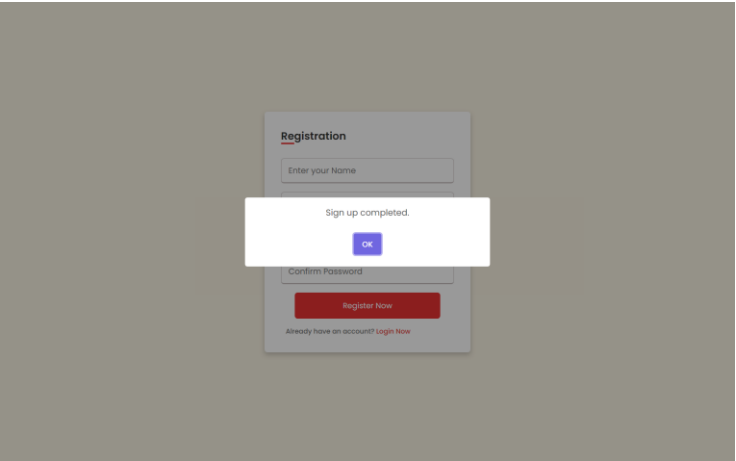 Registration
Enter your Name
Sign up completed.
OK
Confirm Password
Register Now
Already have an account? Login Now